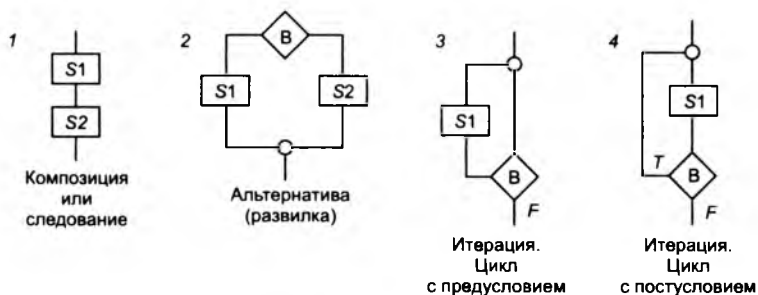 1
S1
S2
Композиция
или
следование
2
B
S1
S2
Альтернатива
(развилка)
3
S1
B
F
Итерация.
Цикл
с предусловием
4
S1
T
B
F
Итерация.
Цикл
с постусловием